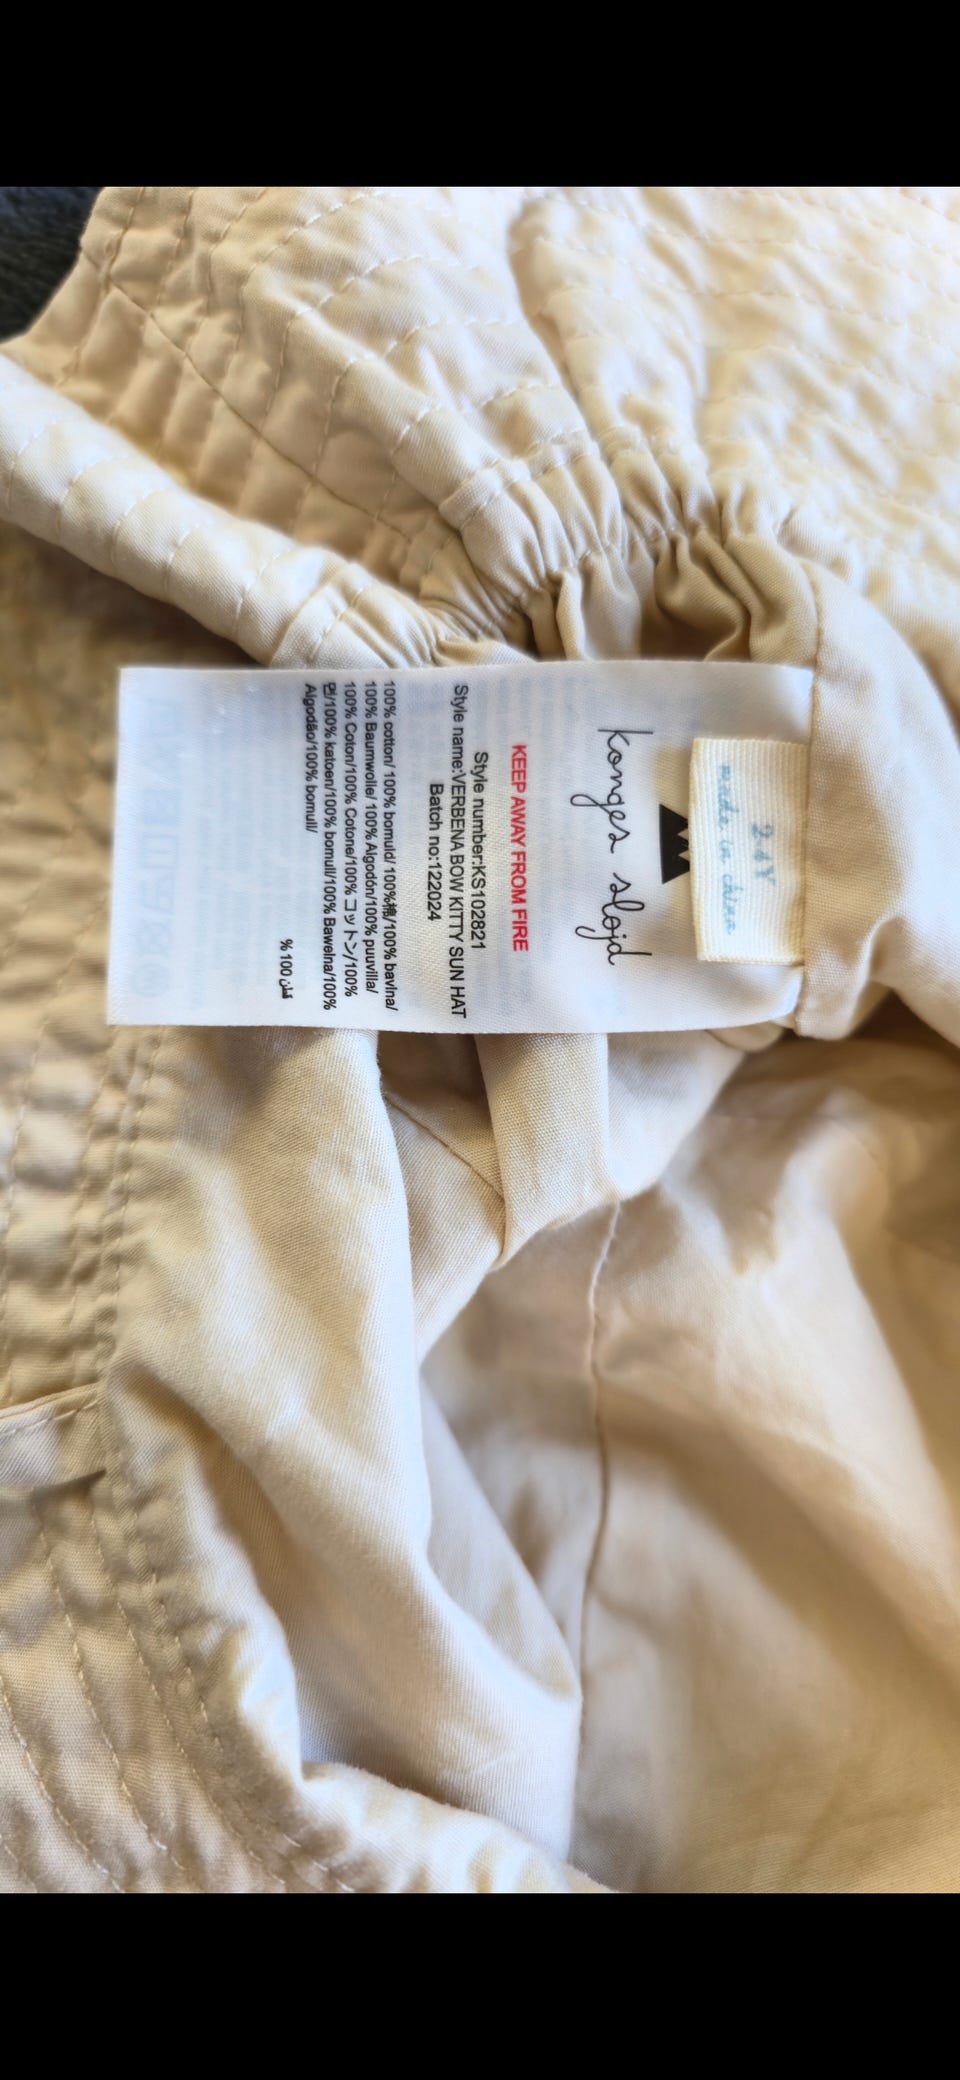 2-4Y
made in china
konges sløjd
KEEP AWAY FROM FIRE
Style number:KS102821
Style name:VERBENA BOW KITTY SUN HAT
Batch no:122024
100% cotton/ 100% bomuld/ 100%棉/100% bavlna/
100% Baumwolle/ 100% Algodón/100% puuvilla/
100% Coton/100% Cotone/100% コットン/100%
면/100% katoen/100% bomull/100% Bawełna/100%
Algodão/100% bomull/
قطن 100 %